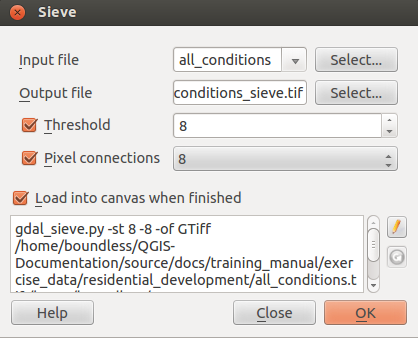 Sieve
Input file
all_conditions
Select...
Output file
conditions_sieve.tif
Select...
Threshold
8
Pixel connections
8
Load into canvas when finished
gdal_sieve.py -st 8 -8 -of GTiff
/home/boundless/QGIS-
Documentation/source/docs/training_manual/exer
cise_data/residential_development/all_conditions.t
Help
Close
OK